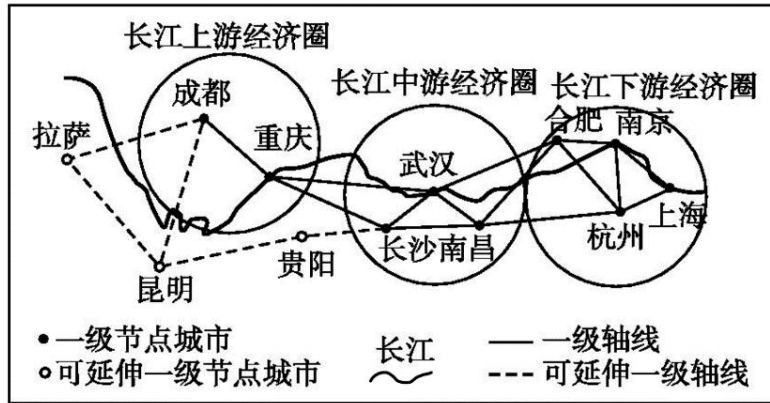 长江上游经济圈
长江中游经济圈
长江下游经济圈
成都
合肥
南京
拉萨
重庆
武汉
上海
杭州
长沙
南昌
贵阳
昆明
一级节点城市
长江
一级轴线
可延伸一级节点城市
可延伸一级轴线